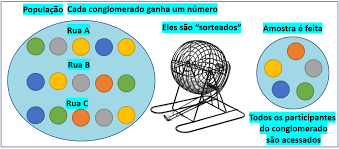 População Cada conglomerado ganha um número
Rua A
Rua B
Rua C
Eles são “sorteados”
Amostra é feita
Todos os participantes
do conglomerado
são acessados